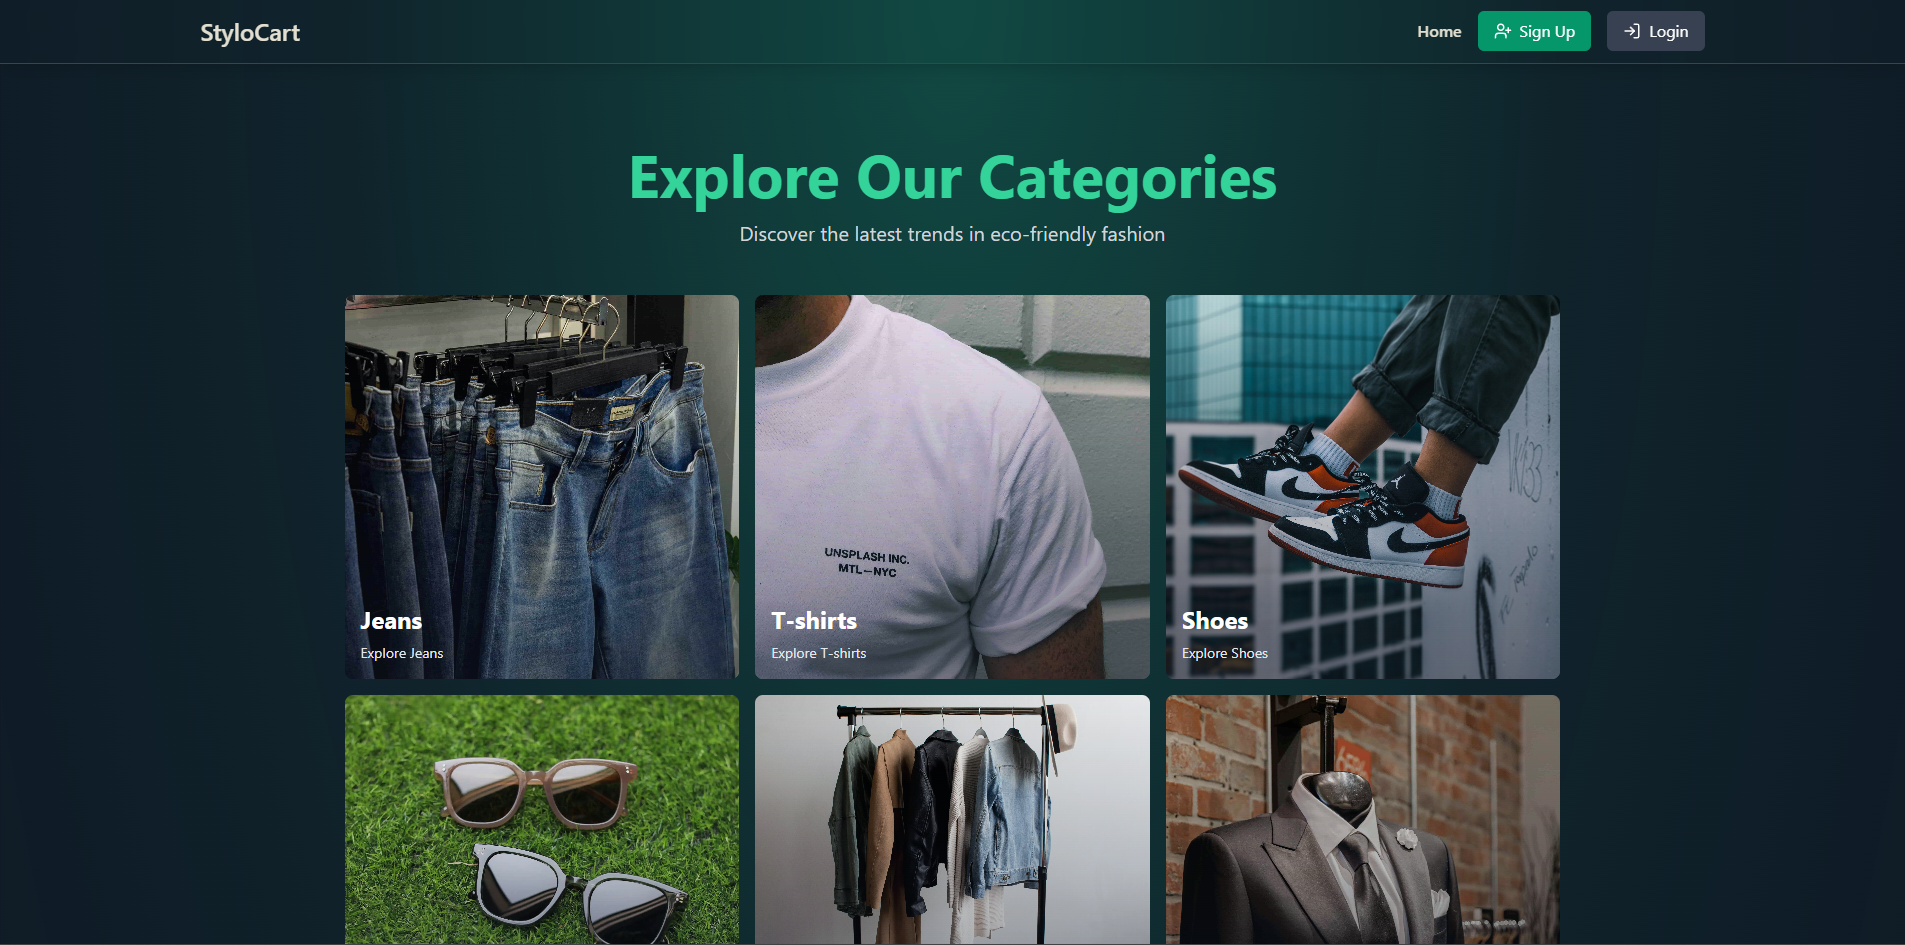 StyloCart
Home
Sign Up
Login
Explore Our Categories
Discover the latest trends in eco-friendly fashion
UNSPLASH INC.
MTL—NYC
Jeans
Explore Jeans
T-shirts
Explore T-shirts
Shoes
Explore Shoes